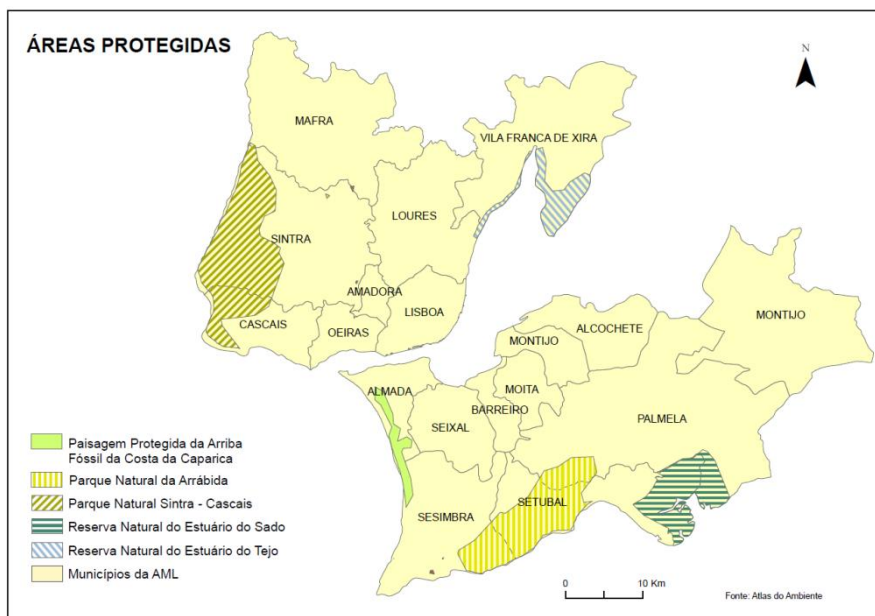 ÁREAS PROTEGIDAS
N
MAFRA
VILA FRANCA DE XIRA
LOURES
SINTRA
AMADORA
LISBOA
CASCAIS
OEIRAS
MONTIJO
ALCOCHETE
MONTIJO
ALMADA
MOITA
BARREIRO
SEIXAL
PALMELA
SETUBAL
SESIMBRA
Paisagem Protegida da Arriba
Fóssil da Costa da Caparica
Parque Natural da Arrábida
Parque Natural Sintra - Cascais
Reserva Natural do Estuário do Sado
Reserva Natural do Estuário do Tejo
Municípios da AML
0 10 Km
Fonte: Atlas do Ambiente